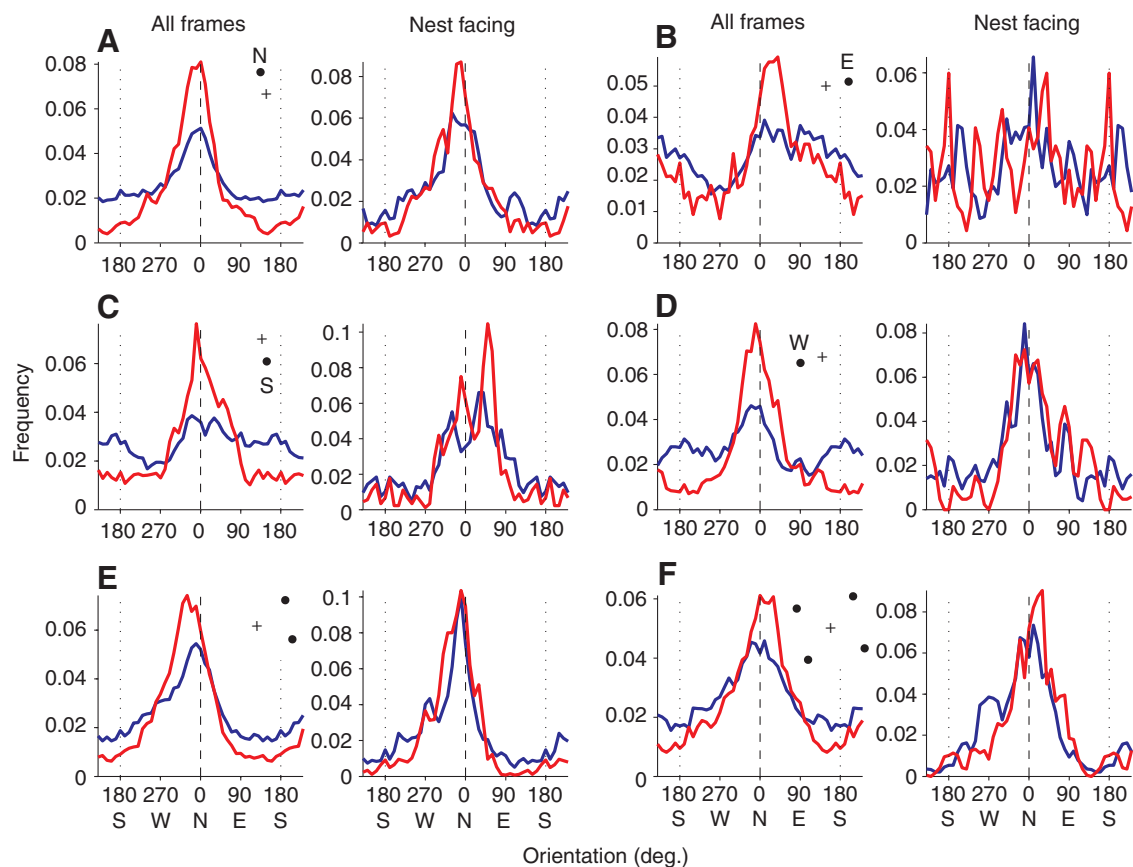 All frames Nest facing All frames Nest facing
A N B E
0.08 0.08 0.05
0.06 0.06 0.04 0.06
0.04 0.04 0.03 0.04
0.02 0.02 0.02 0.02
0.01
0 0 0 0
180 270 0 90 180 180 270 0 90 180 180 270 0 90 180 180 270 0 90 180
C S D W
0.1 0.08 0.08
0.06 0.08 0.06 0.06
0.04 0.06 0.04 0.04
0.02 0.04 0.02 0.02
0.02
0 0 0 0
180 270 0 90 180 180 270 0 90 180 180 270 0 90 180 180 270 0 90 180
Frequency
E F
0.1 0.06
0.06 0.08 0.08
0.04 0.06 0.04 0.06
0.02 0.04 0.02 0.04
0.02 0.02
0 0 0 0
180 270 0 90 180 180 270 0 90 180 180 270 0 90 180 180 270 0 90 180
S W N E S S W N E S S W N E S S W N E S
Orientation (deg.)